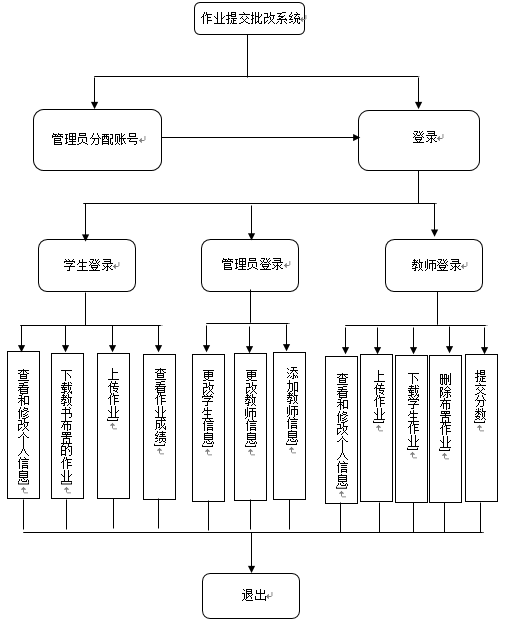 作业提交批改系统
管理员分配账号
登录
学生登录
管理员登录
教师登录
查看和修改个人信息
下载教书布置的作业
上传作业
查看作业成绩
更改学生信息
更改教师信息
添加教师信息
查看和修改个人信息
上传作业
下载学生作业
删除布置作业
提交分数
退出